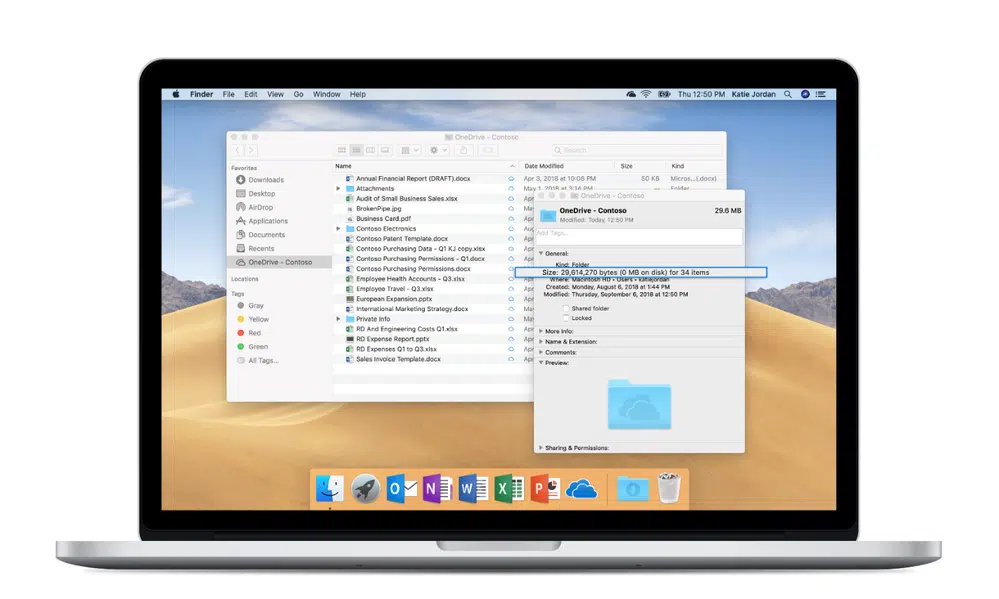 Finder File Edit View Go Window Help
Thu 12:50 PM Katie Jordan
OneDrive - Contoso
Search
Favorites
Downloads
Desktop
AirDrop
Applications
Documents
Recents
OneDrive - Contoso
Locations
Tags
Gray
Yellow
Red
Green
All Tags...
Name Date Modified Size Kind
Annual Financial Report (DRAFT).docx Apr 3, 2018 at 10:06 PM 50 KB Micros...(.docx)
Attachments May 1, 2018 at 3:34 PM -- Folder
Audit of Small Business Sales.xlsx
BrokenPipe.jpg
Business Card.pdf
Contoso Electronics
Contoso Patent Template.docx
Contoso Purchasing Data - Q1 KJ copy.xlsx
Contoso Purchasing Permissions - Q1.docx
Contoso Purchasing Permissions.docx
Employee Health Accounts - Q3.xlsx
Employee Travel - Q3.xlsx
European Expansion.pptx
International Marketing Strategy.docx
Private Info
RD And Engineering Costs Q1.xlsx
RD Expense Report.pptx
RD Expenses Q1 to Q3.xlsx
Sales Invoice Template.docx
OneDrive - Contoso
OneDrive - Contoso 29.6 MB
Modified: Today, 12:50 PM
Add Tags...
General:
Kind: Folder
Size: 29,614,270 bytes (0 MB on disk) for 34 items
Where: Macintosh HD • Users • katiejordan
Created: Monday, August 6, 2018 at 1:44 PM
Modified: Thursday, September 6, 2018 at 12:50 PM
Shared folder
Locked
More Info:
Name & Extension:
Comments:
Preview:
Sharing & Permissions: